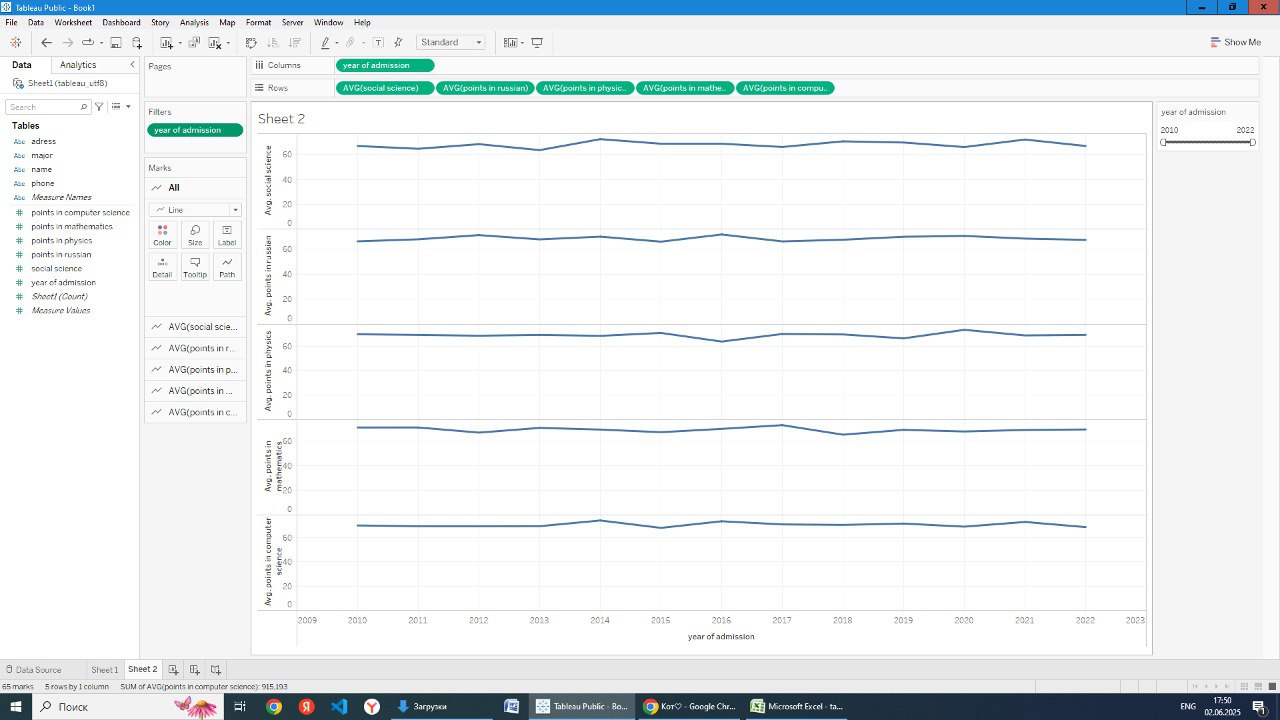 Tableau Public - Book1
File Data Worksheet Dashboard Story Analysis Map Format Server Window Help
Standard
Show Me
Data Analytics
Sheet1 (tableau_utf8)
Search
Tables
Abc adress
Abc major
Abc name
Abc phone
Abc Measure Names
# points in computer science
# points in mathematics
# points in physics
# points in russian
# social science
# year of admission
# Sheet1 (Count)
# Measure Values
Pages
Filters
year of admission
Marks
All
Line
Color Size Label
Detail Tooltip Path
AVG(social scie...
AVG(points in r...
AVG(points in p...
AVG(points in ...
AVG(points in c...
Columns year of admission
Rows AVG(social science) AVG(points in russian) AVG(points in physic.. AVG(points in mathe.. AVG(points in compu..
Sheet 2
Avg. social science
60
40
20
0
Avg. points in russian
60
40
20
0
Avg. points in physics
60
40
20
0
Avg. points in
mathematics
60
40
20
0
Avg. points in computer
science
60
40
20
0
2009 2010 2011 2012 2013 2014 2015 2016 2017 2018 2019 2020 2021 2022 2023
year of admission
year of admission
2010 2022
Data Source Sheet 1 Sheet 2
65 marks 5 rows by 1 column SUM of AVG(points in computer science): 915,193
Поиск
Загрузки
Tableau Public - Bo...
Кот♡ - Google Chr...
Microsoft Excel - ta...
ENG
17:50
02.06.2025